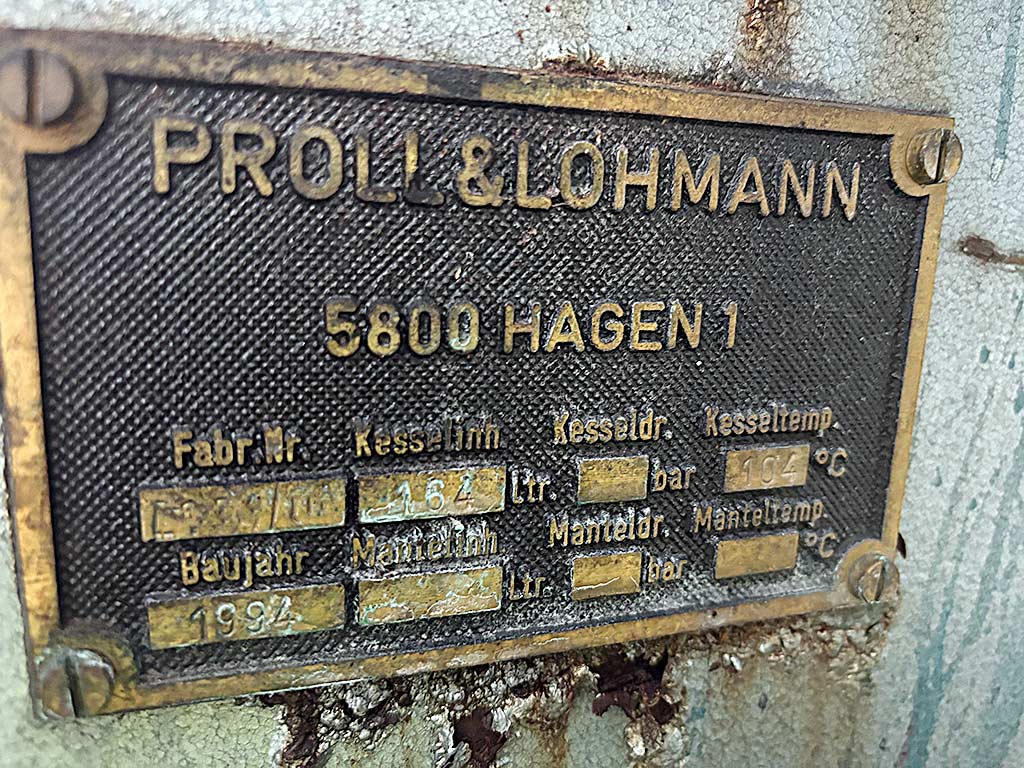 PROLL & LOHMANN
5800 HAGEN 1
Fabr.Nr. Kesselinh. Kesseldr. Kesseltemp.
164 Ltr. bar 104 °C
Baujahr Mantelinh. Manteldr. Manteltemp.
1994 Ltr. bar °C